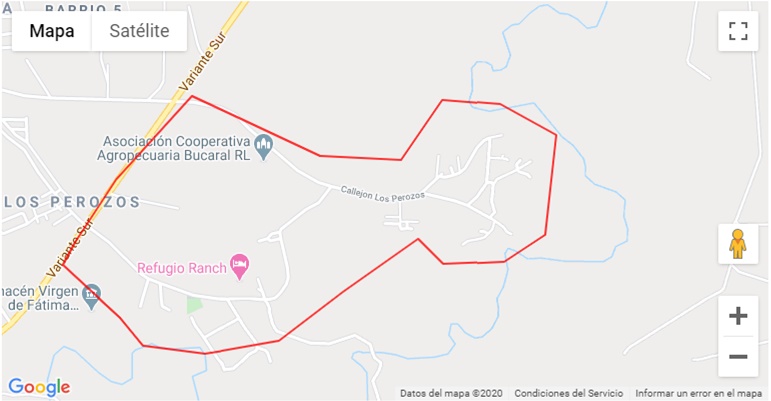 BARRIO 5
A
Mapa
Satélite
Variante Sur
Asociación Cooperativa
Agropecuaria Bucaral RL
Callejon Los Perozos
LOS PEROZOS
Variante Sur
Refugio Ranch
macén Virgen
de Fátima...
Google
Datos del mapa ©2020
Condiciones del Servicio
Informar un error en el mapa